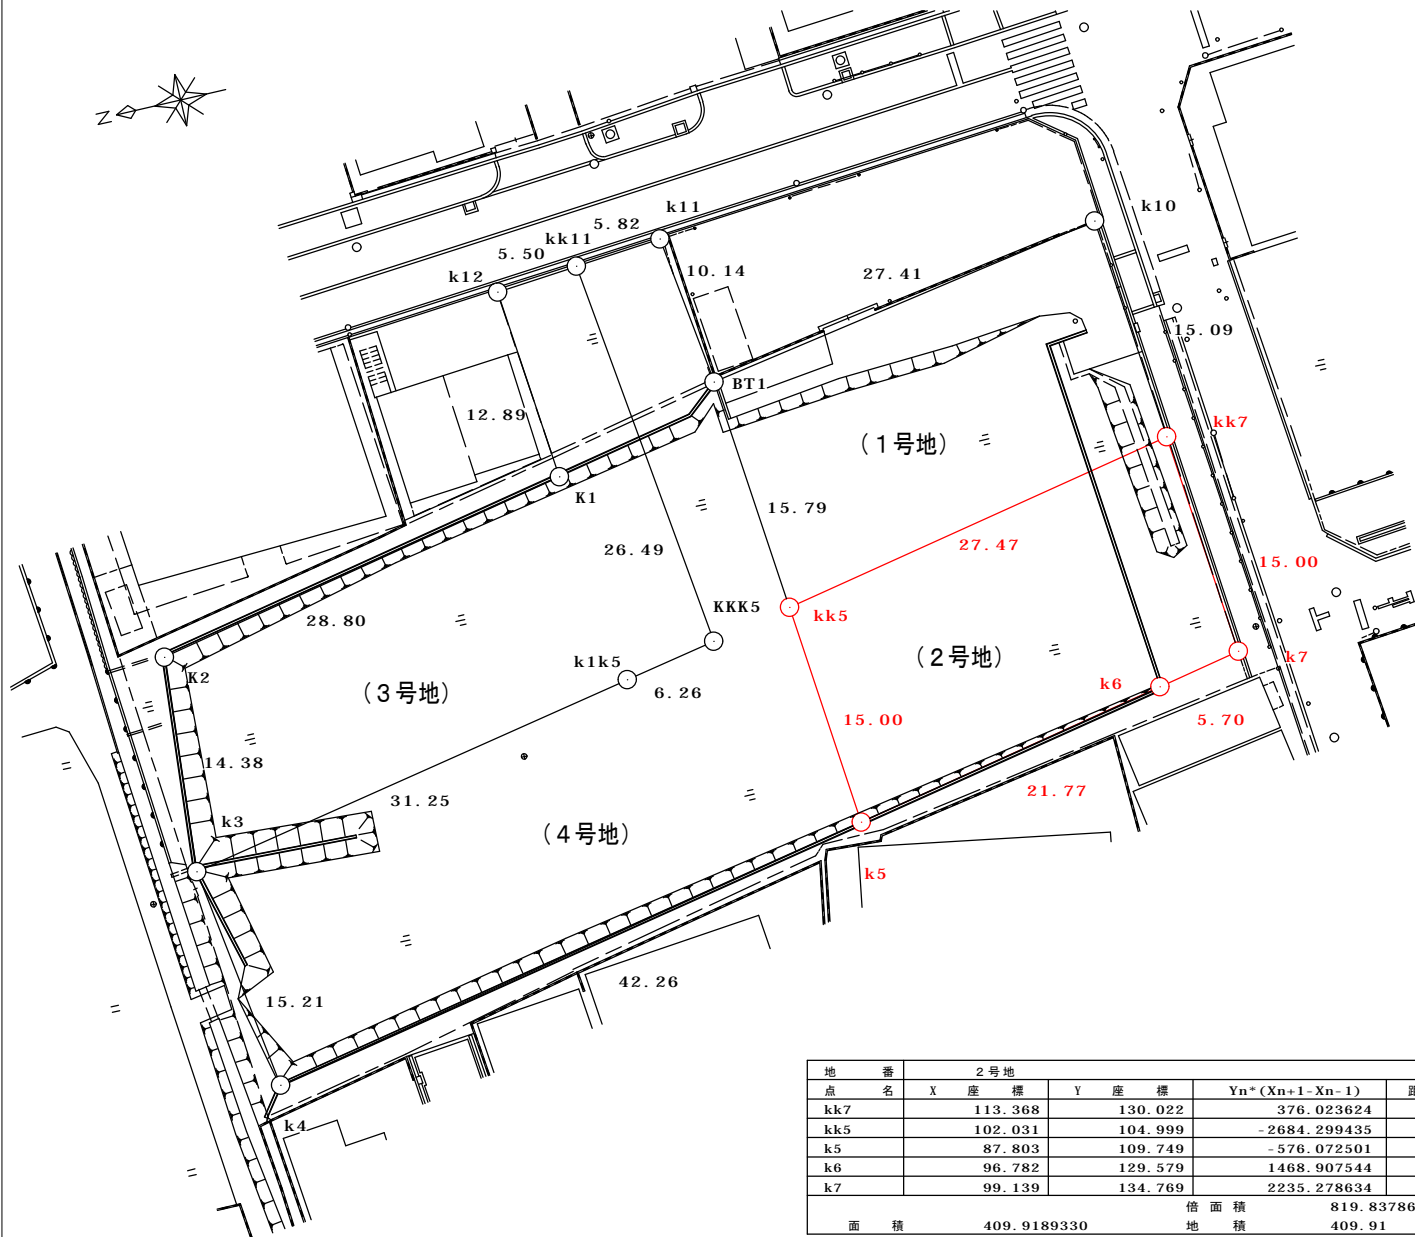 N
k11
5.82
kk11
5.50
k12
k10
10.14
27.41
15.09
BT1
12.89
kk7
(1号地)
K1
15.79
26.49
27.47
15.00
KKK5
kk5
28.80
k1k5
(2号地)
k7
K2
(3号地)
6.26
k6
15.00
5.70
14.38
31.25
21.77
k3
(4号地)
k5
42.26
15.21
k4
地 番 2号地
点 名 X 座 標 Y 座 標 Yn*(Xn+1-Xn-1)
kk7 113.368 130.022 376.023624
kk5 102.031 104.999 -2684.299435
k5 87.803 109.749 -576.072501
k6 96.782 129.579 1468.907544
k7 99.139 134.769 2235.278634
倍 面 積 819.83786
面 積 409.9189330 地 積 409.91